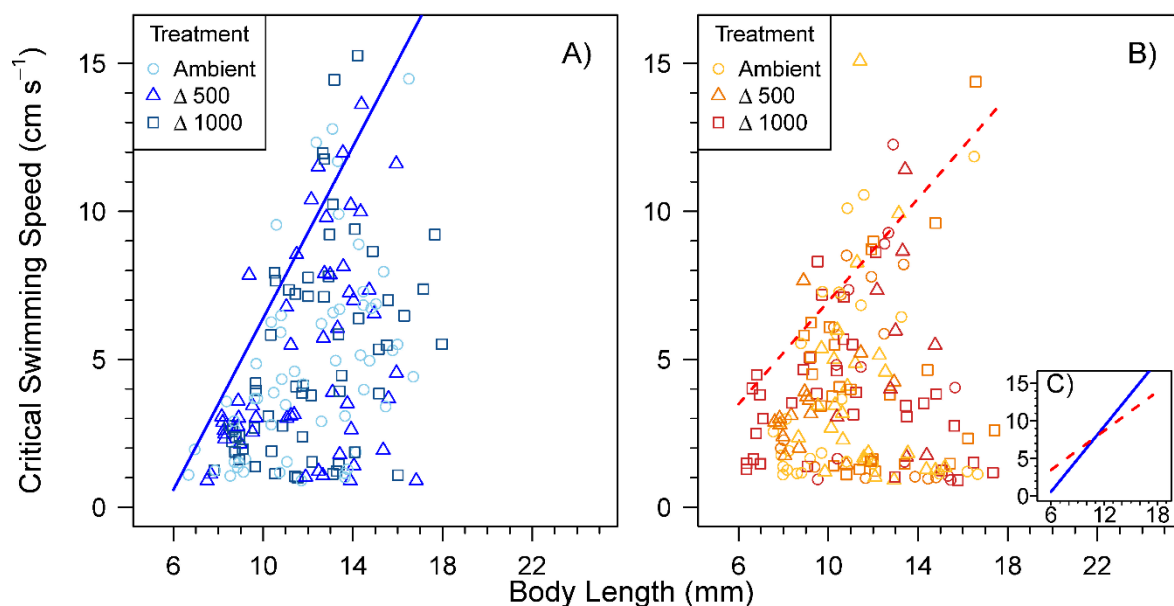 Critical Swimming Speed (cm s⁻¹)
15
10
5
0
Treatment
Ambient
Δ 500
Δ 1000
A)
6 10 14 18 22
Treatment
Ambient
Δ 500
Δ 1000
B)
15
10
5
0
6 10 14 18 22
C)
15
10
5
0
6 12 18
Body Length (mm)